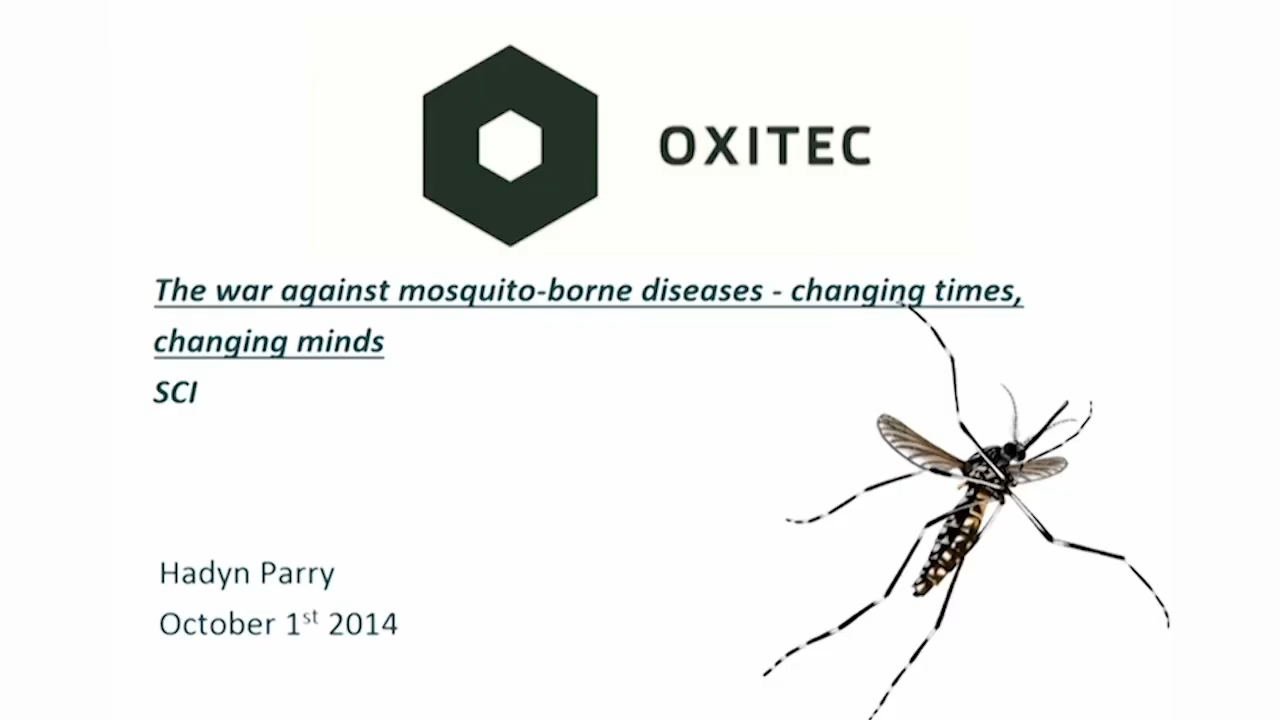 OXITEC
The war against mosquito-borne diseases - changing times,
changing minds
SCI
Hadyn Parry
October 1st 2014